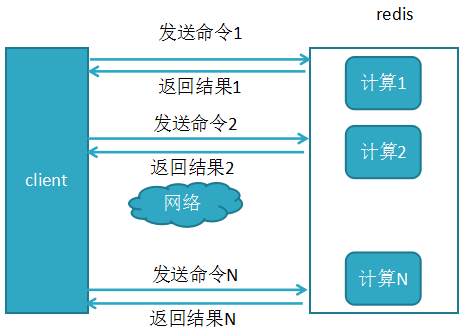 redis
发送命令1
返回结果1
计算1
发送命令2
返回结果2
计算2
client
网络
发送命令N
返回结果N
计算N